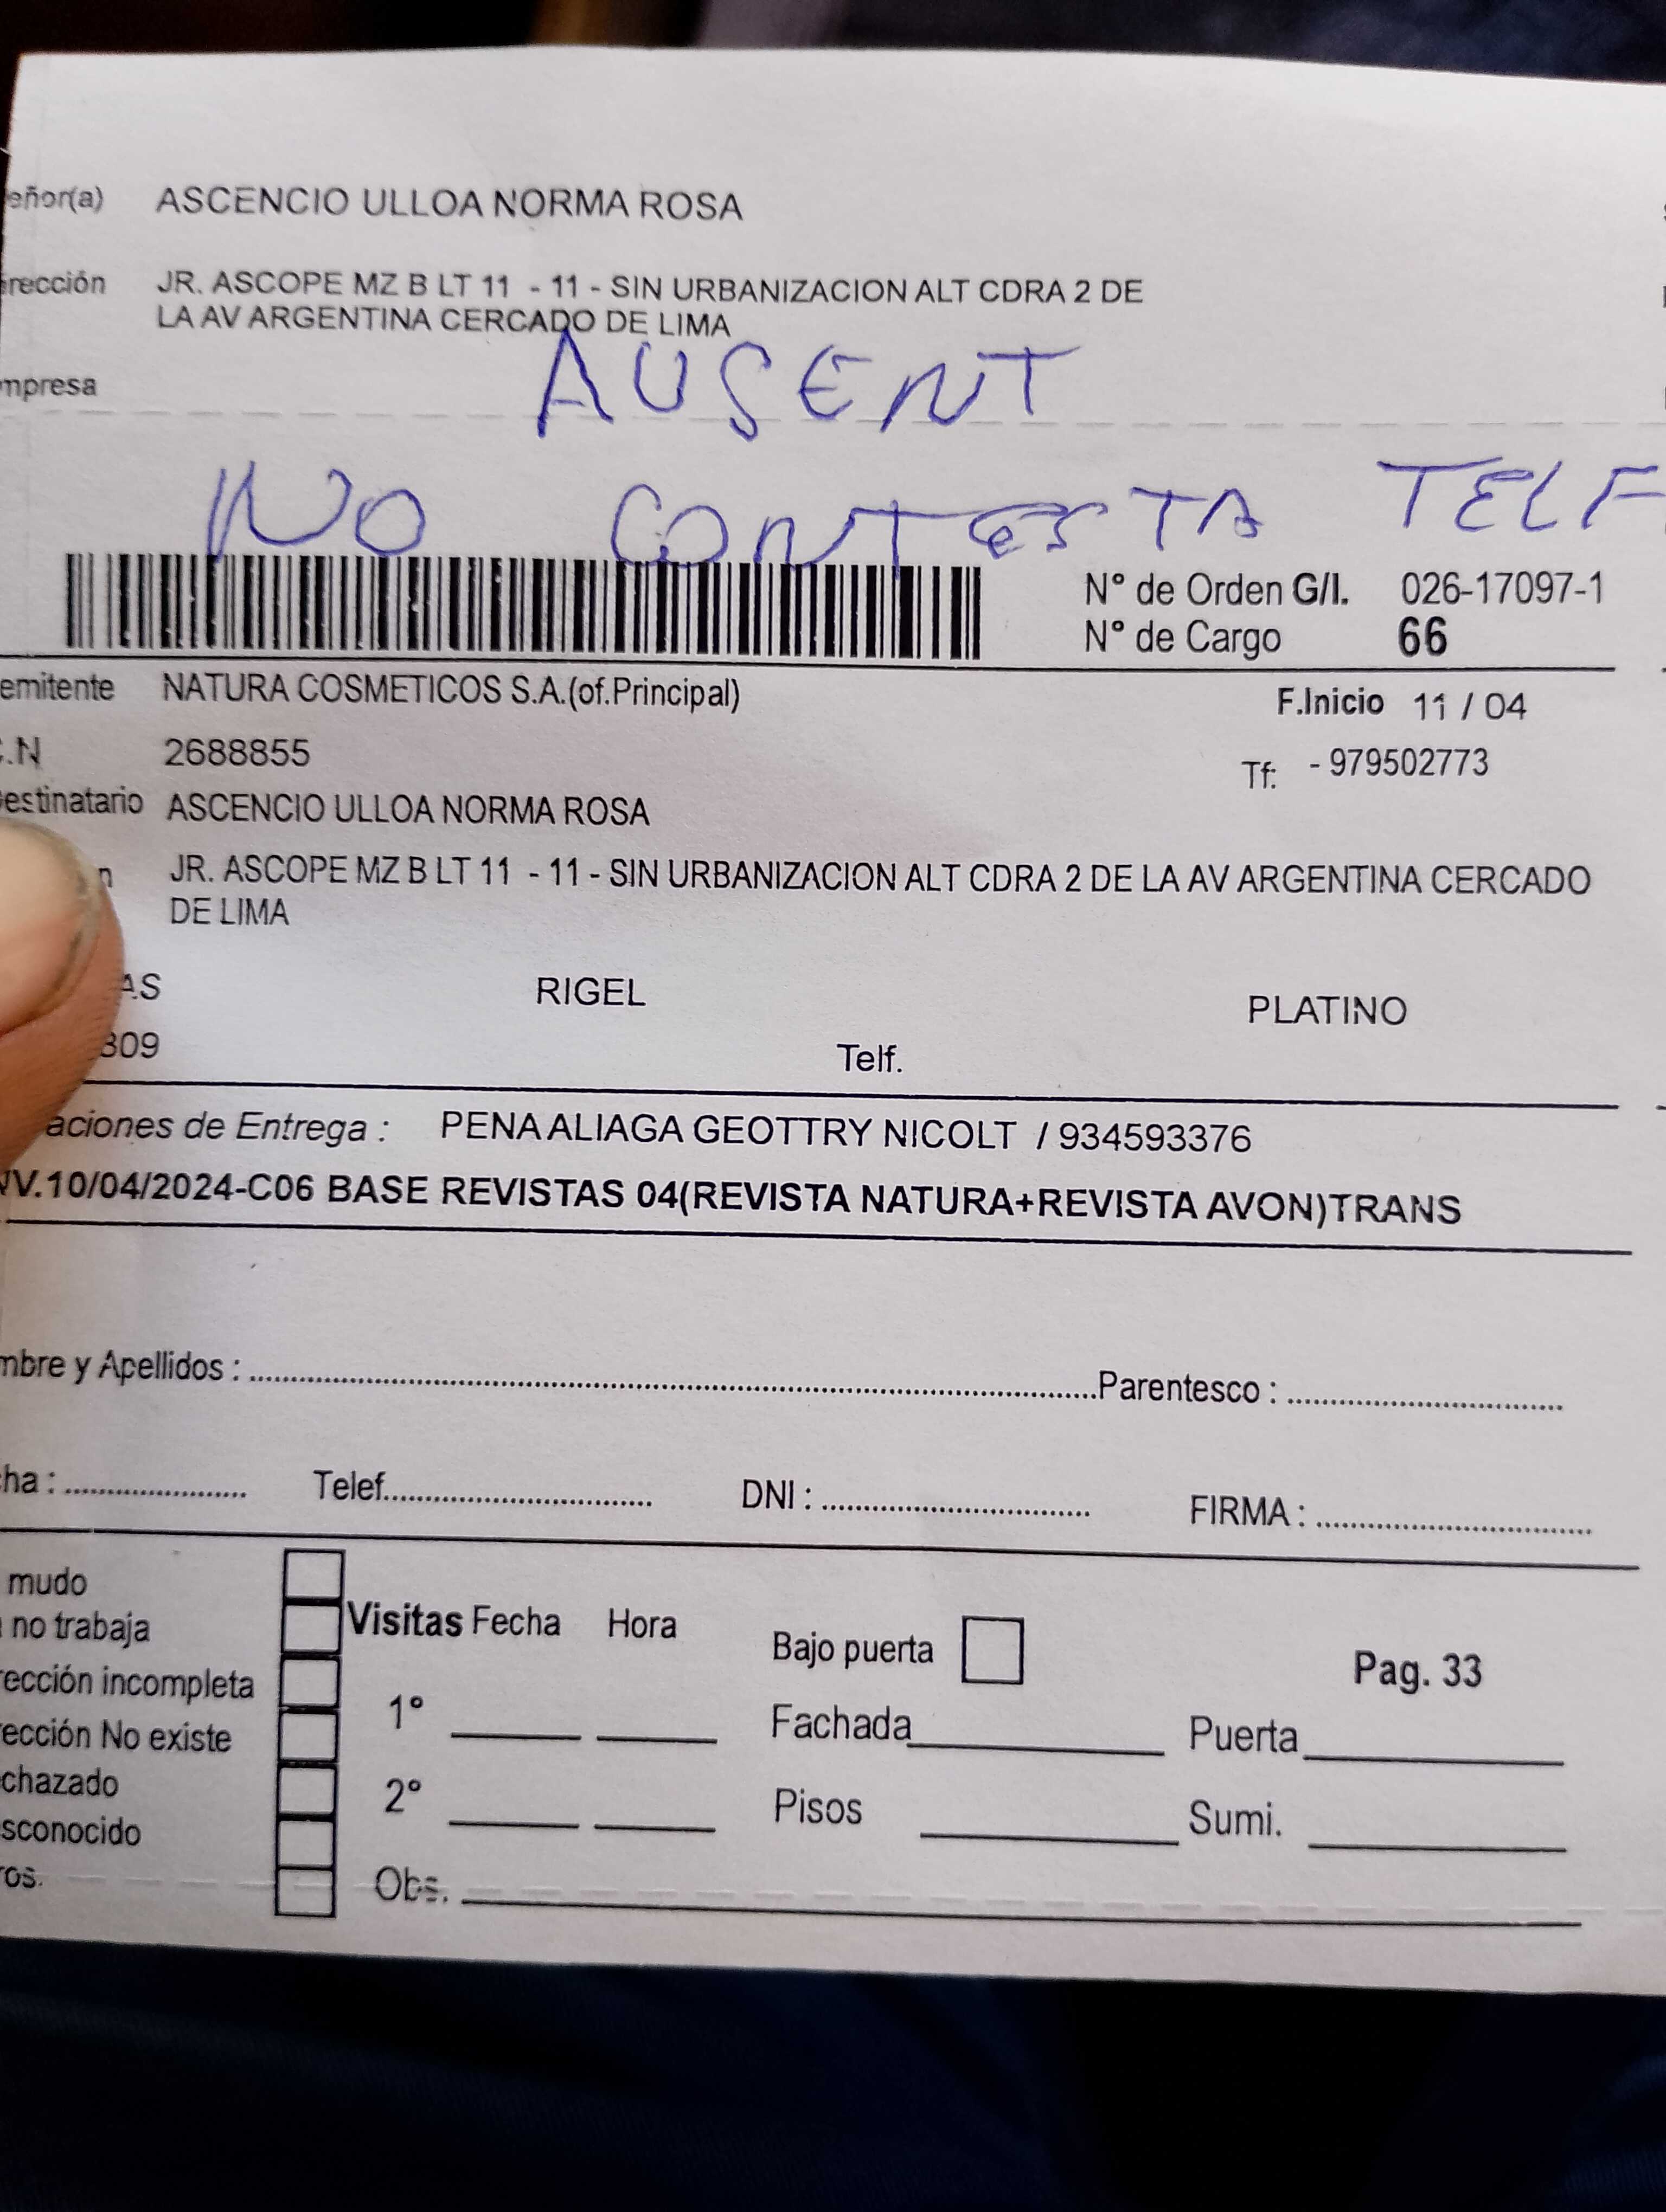 eñor(a) ASCENCIO ULLOA NORMA ROSA
rección JR. ASCOPE MZ B LT 11 - 11 - SIN URBANIZACION ALT CDRA 2 DE
LA AV ARGENTINA CERCADO DE LIMA
AUSENT
mpresa
NO CONTESTA TELF
N° de Orden G/I. 026-17097-1
N° de Cargo 66
emitente NATURA COSMETICOS S.A.(of.Principal) F.Inicio 11 / 04
.N 2688855 Tf: - 979502773
estinatario ASCENCIO ULLOA NORMA ROSA
n JR. ASCOPE MZ B LT 11 - 11 - SIN URBANIZACION ALT CDRA 2 DE LA AV ARGENTINA CERCADO
DE LIMA
AS RIGEL PLATINO
309 Telf.
aciones de Entrega : PENA ALIAGA GEOTTRY NICOLT / 934593376
NV.10/04/2024-C06 BASE REVISTAS 04(REVISTA NATURA+REVISTA AVON)TRANS
mbre y Apellidos : Parentesco :
ha : Telef. DNI : FIRMA :
mudo
no trabaja Visitas Fecha Hora Bajo puerta Pag. 33
rección incompleta 1° Fachada Puerta
rección No existe
chazado 2° Pisos Sumi.
sconocido
ros. Obs.